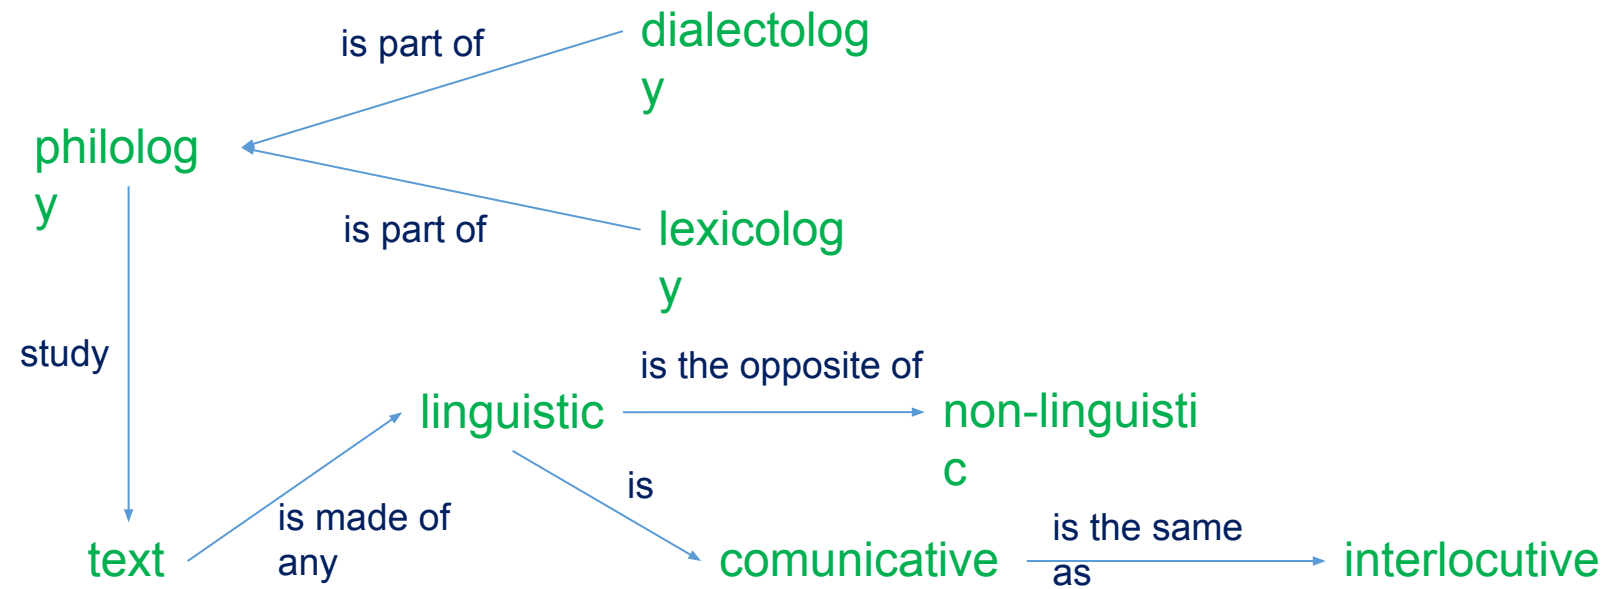 dialectolog
y
is part of
philolog
y
is part of
lexicolog
y
study
is the opposite of
linguistic
non-linguisti
c
is
is made of
any
is the same
as
text
comunicative
interlocutive